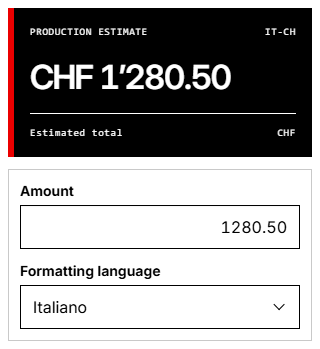 PRODUCTION ESTIMATE IT-CH
CHF 1’280.50
Estimated total CHF
Amount
1280.50
Formatting language
Italiano